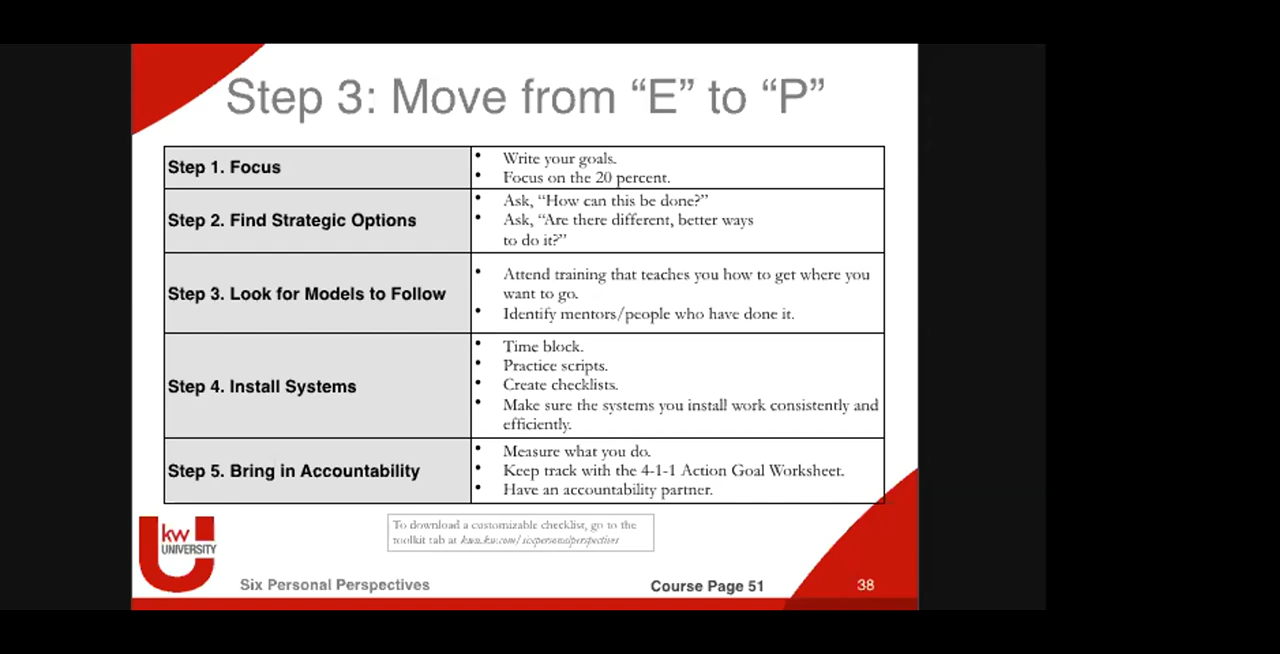 Step 3: Move from “E” to “P”
Step 1. Focus
• Write your goals.
• Focus on the 20 percent.
Step 2. Find Strategic Options
• Ask, “How can this be done?”
• Ask, “Are there different, better ways
to do it?”
Step 3. Look for Models to Follow
• Attend training that teaches you how to get where you
want to go.
• Identify mentors/people who have done it.
Step 4. Install Systems
• Time block.
• Practice scripts.
• Create checklists.
• Make sure the systems you install work consistently and
efficiently.
Step 5. Bring in Accountability
• Measure what you do.
• Keep track with the 4-1-1 Action Goal Worksheet.
• Have an accountability partner.
To download a customizable checklist, go to the
toolkit tab at
kw
UNIVERSITY
Six Personal Perspectives
Course Page 51
38